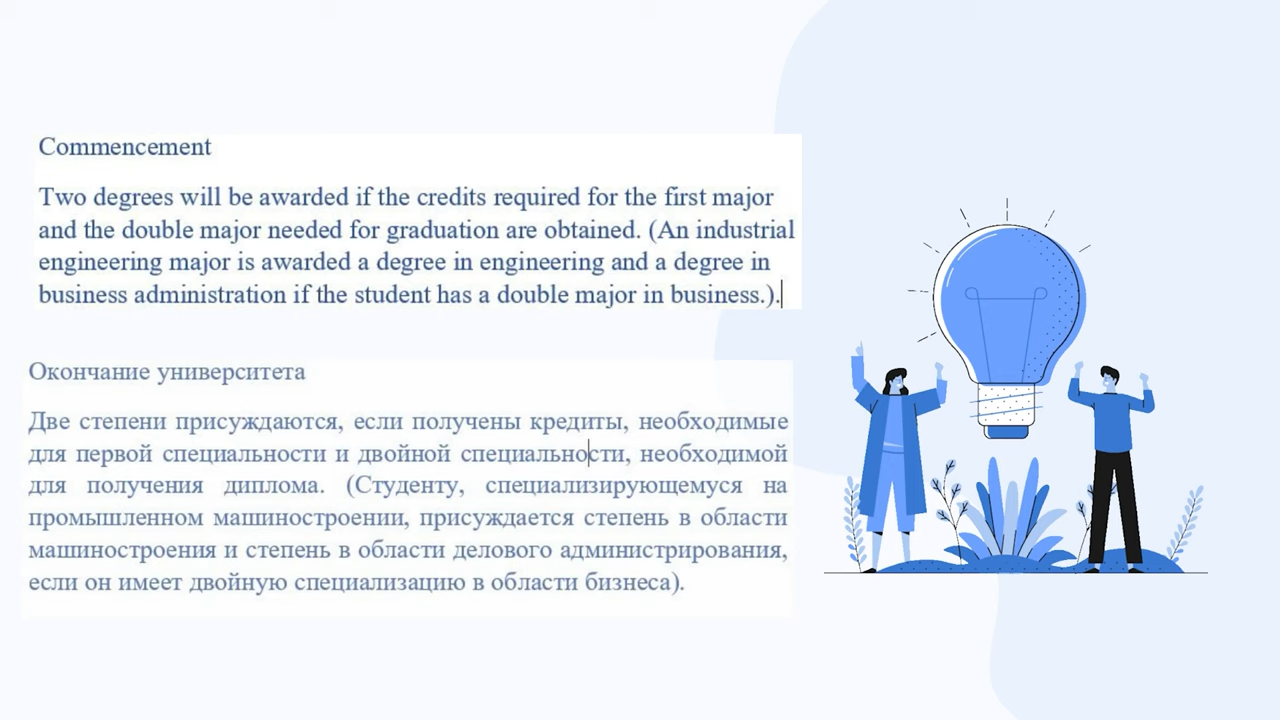 Commencement
Two degrees will be awarded if the credits required for the first major
and the double major needed for graduation are obtained. (An industrial
engineering major is awarded a degree in engineering and a degree in
business administration if the student has a double major in business.).
Окончание университета
Две степени присуждаются, если получены кредиты, необходимые
для первой специальности и двойной специальности, необходимой
для получения диплома. (Студенту, специализирующемуся на
промышленном машиностроении, присуждается степень в области
машиностроения и степень в области делового администрирования,
если он имеет двойную специализацию в области бизнеса).